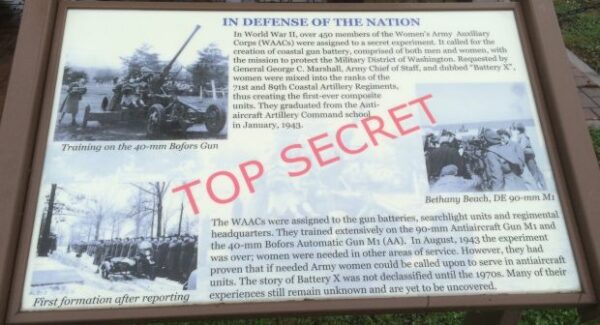 IN DEFENSE OF THE NATION
In World War II, over 450 members of the Women's Army Auxiliary
Corps (WAACs) were assigned to a secret experiment. It called for the
creation of coastal gun battery, comprised of both men and women, with
the mission to protect the Military District of Washington. Requested by
General George C. Marshall, Army Chief of Staff, and dubbed "Battery X",
women were mixed into the ranks of the
71st and 89th Coastal Artillery Regiments,
thus creating the first-ever composite
units. They graduated from the Anti-
aircraft Artillery Command school
in January, 1943.
Training on the 40-mm Bofors Gun
TOP SECRET
Bethany Beach, DE 90-mm M1
The WAACs were assigned to the gun batteries, searchlight units and regimental
headquarters. They trained extensively on the 90-mm Antiaircraft Gun M1 and
the 40-mm Bofors Automatic Gun M1 (AA). In August, 1943 the experiment
was over; women were needed in other areas of service. However, they had
proven that if needed Army women could be called upon to serve in antiaircraft
units. The story of Battery X was not declassified until the 1970s. Many of their
experiences still remain unknown and are yet to be uncovered.
First formation after reporting